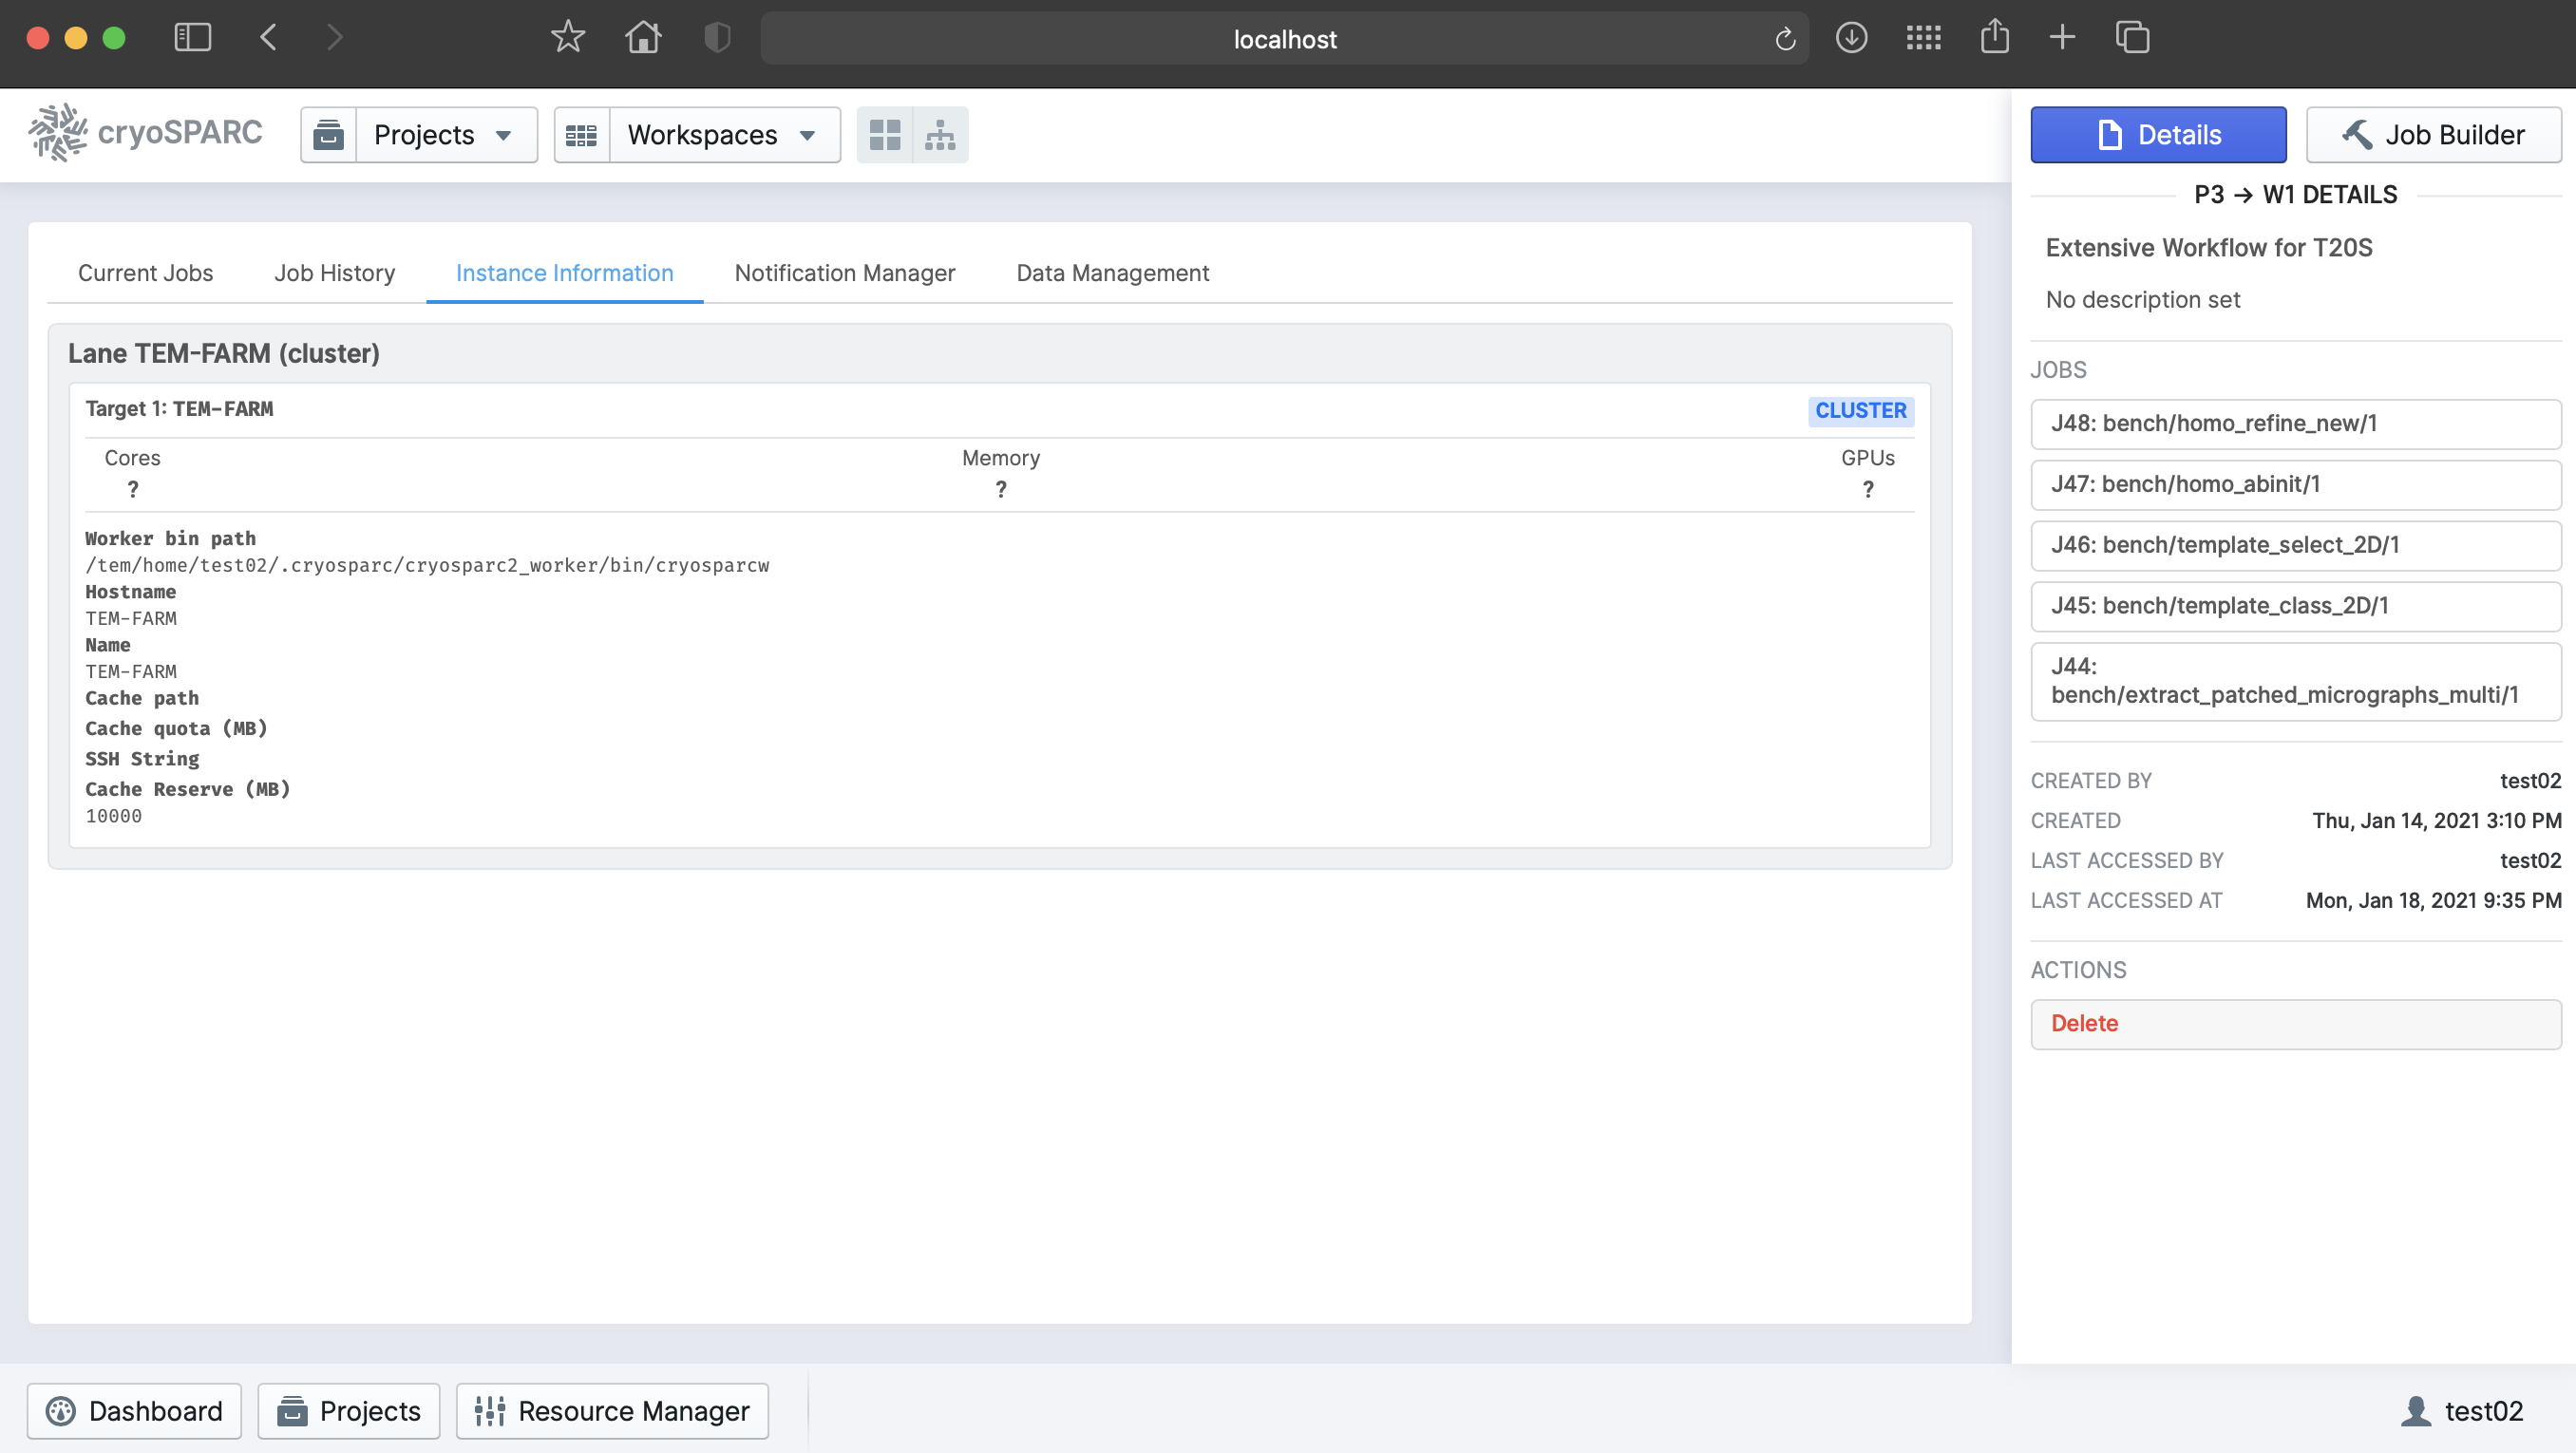 localhost
cryoSPARC
Projects
Workspaces
Details
Job Builder
P3 → W1 DETAILS
Extensive Workflow for T20S
No description set
Current Jobs
Job History
Instance Information
Notification Manager
Data Management
Lane TEM-FARM (cluster)
Target 1: TEM-FARM
CLUSTER
Cores
Memory
GPUs
?
?
?
Worker bin path
/tem/home/test02/.cryosparc/cryosparc2_worker/bin/cryosparcw
Hostname
TEM-FARM
Name
TEM-FARM
Cache path
Cache quota (MB)
SSH String
Cache Reserve (MB)
10000
JOBS
J48: bench/homo_refine_new/1
J47: bench/homo_abinit/1
J46: bench/template_select_2D/1
J45: bench/template_class_2D/1
J44:
bench/extract_patched_micrographs_multi/1
CREATED BY test02
CREATED Thu, Jan 14, 2021 3:10 PM
LAST ACCESSED BY test02
LAST ACCESSED AT Mon, Jan 18, 2021 9:35 PM
ACTIONS
Delete
Dashboard
Projects
Resource Manager
test02